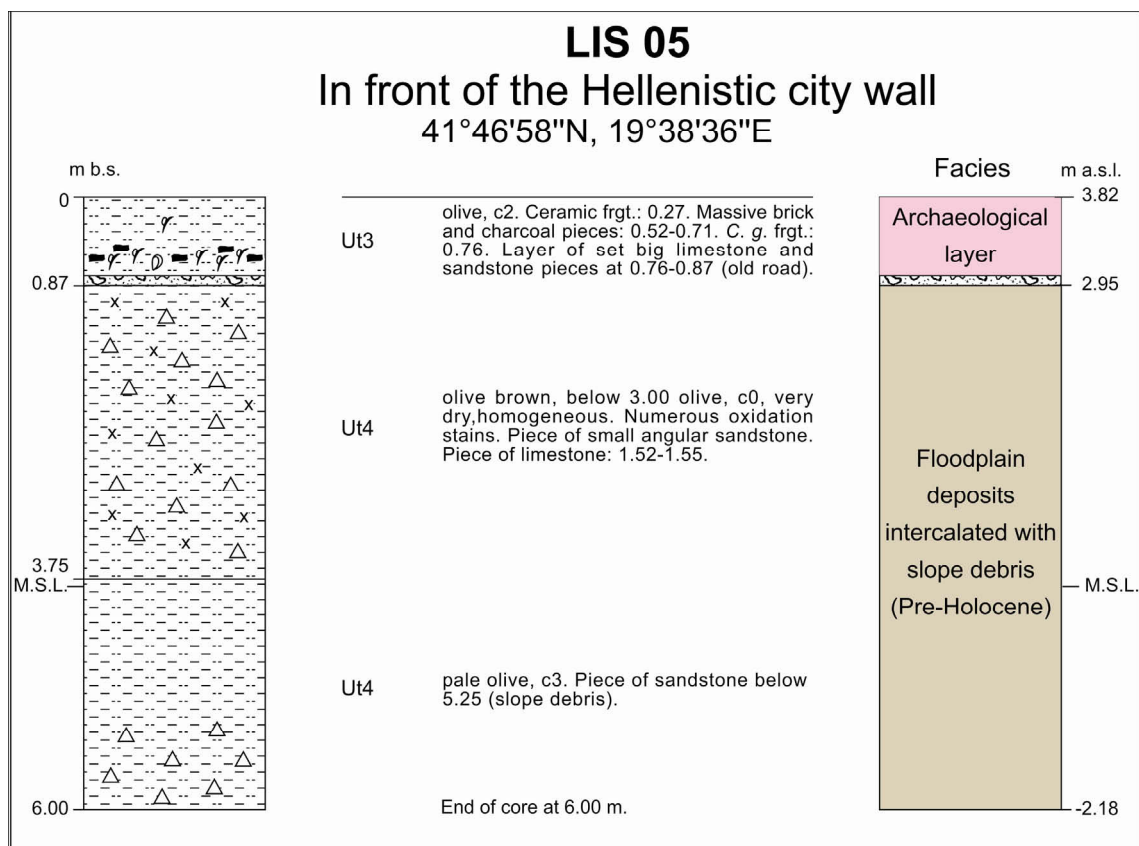 LIS 05
In front of the Hellenistic city wall
41°46'58"N, 19°38'36"E
m b.s.
Facies
m a.s.l.
0
3.82
Ut3
olive, c2. Ceramic frgt.: 0.27. Massive brick
and charcoal pieces: 0.52-0.71. C. g. frgt.:
0.76. Layer of set big limestone and
sandstone pieces at 0.76-0.87 (old road).
Archaeological
layer
0.87
2.95
Ut4
olive brown, below 3.00 olive, c0, very
dry,homogeneous. Numerous oxidation
stains. Piece of small angular sandstone.
Piece of limestone: 1.52-1.55.
Floodplain
deposits
intercalated with
slope debris
(Pre-Holocene)
3.75
M.S.L.
M.S.L.
Ut4
pale olive, c3. Piece of sandstone below
5.25 (slope debris).
6.00
End of core at 6.00 m.
-2.18